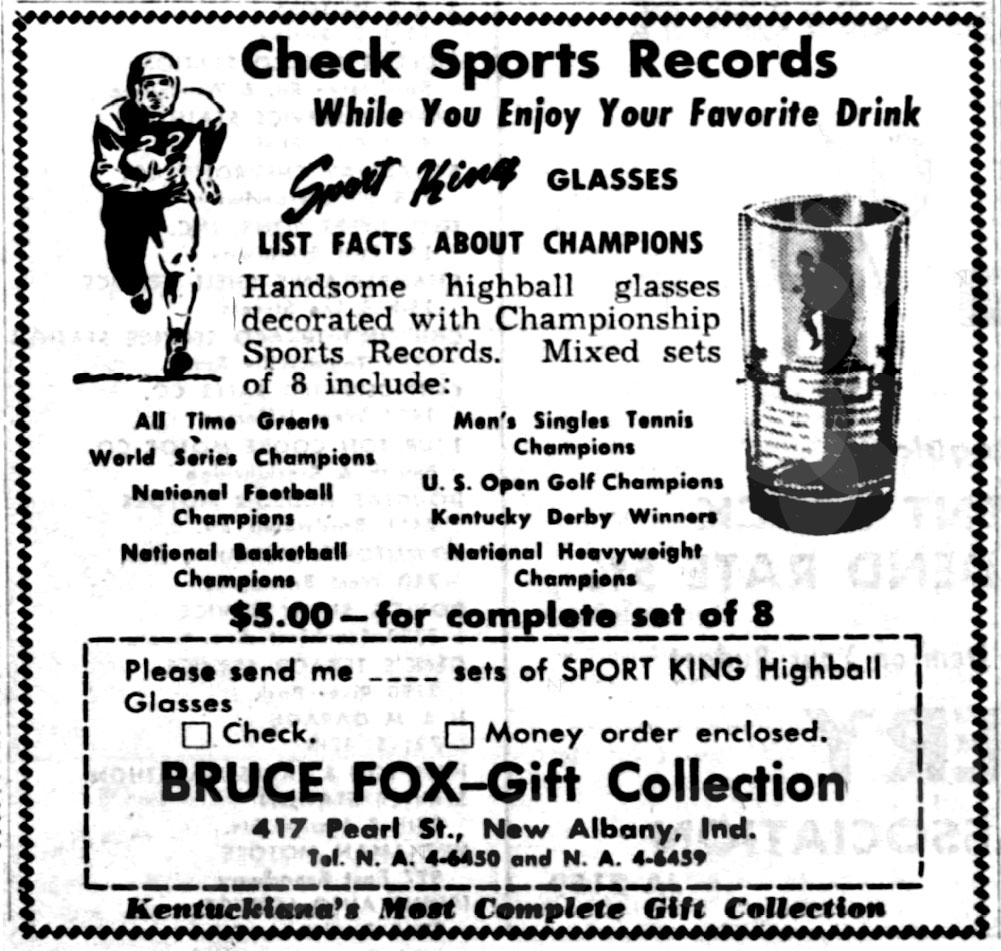 Check Sports Records
While You Enjoy Your Favorite Drink
Sport King GLASSES
LIST FACTS ABOUT CHAMPIONS
Handsome highball glasses
decorated with Championship
Sports Records. Mixed sets
of 8 include:
All Time Greats
World Series Champions
National Football
Champions
National Basketball
Champions
Men's Singles Tennis
Champions
U. S. Open Golf Champions
Kentucky Derby Winners
National Heavyweight
Champions
$5.00—for complete set of 8
Please send me ____ sets of SPORT KING Highball
Glasses
☐ Check. ☐ Money order enclosed.
BRUCE FOX—Gift Collection
417 Pearl St., New Albany, Ind.
Tel. N. A. 4-6450 and N. A. 4-6459
Kentuckiana's Most Complete Gift Collection
22